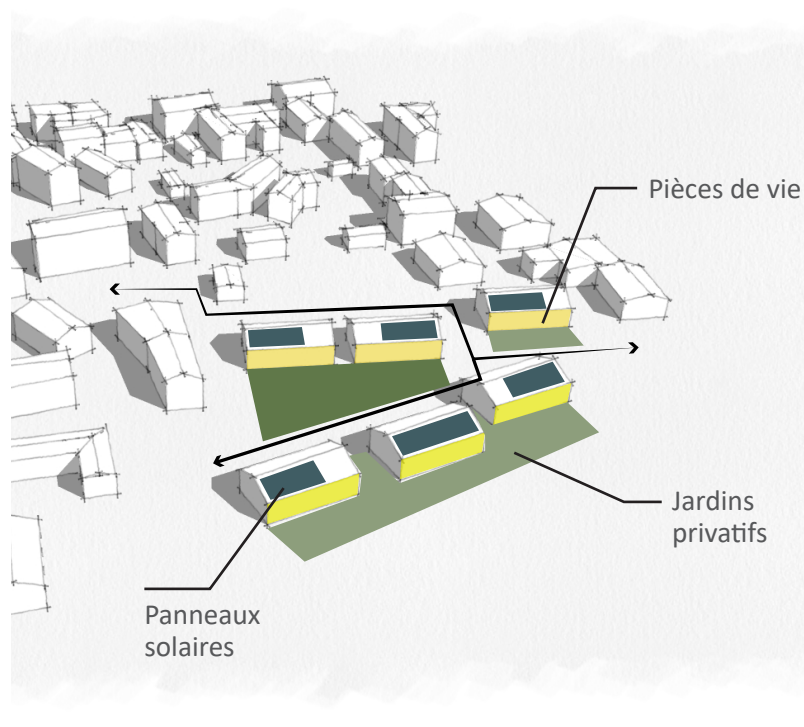 Pièces de vie
Jardins
privatifs
Panneaux
solaires